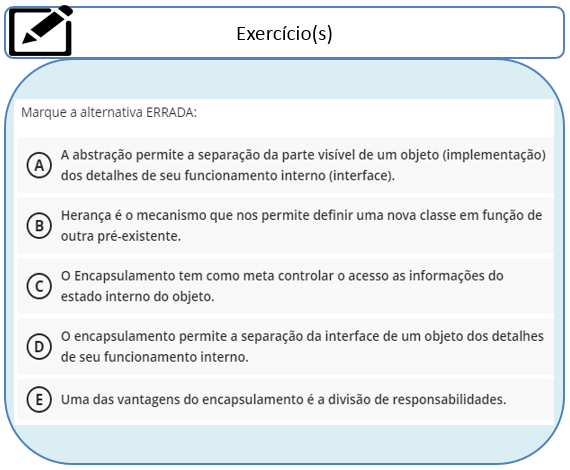 Exercício(s)
Marque a alternativa ERRADA:
A
A abstração permite a separação da parte visível de um objeto (implementação)
dos detalhes de seu funcionamento interno (interface).
B
Herança é o mecanismo que nos permite definir uma nova classe em função de
outra pré-existente.
C
O Encapsulamento tem como meta controlar o acesso as informações do
estado interno do objeto.
D
O encapsulamento permite a separação da interface de um objeto dos detalhes
de seu funcionamento interno.
E
Uma das vantagens do encapsulamento é a divisão de responsabilidades.